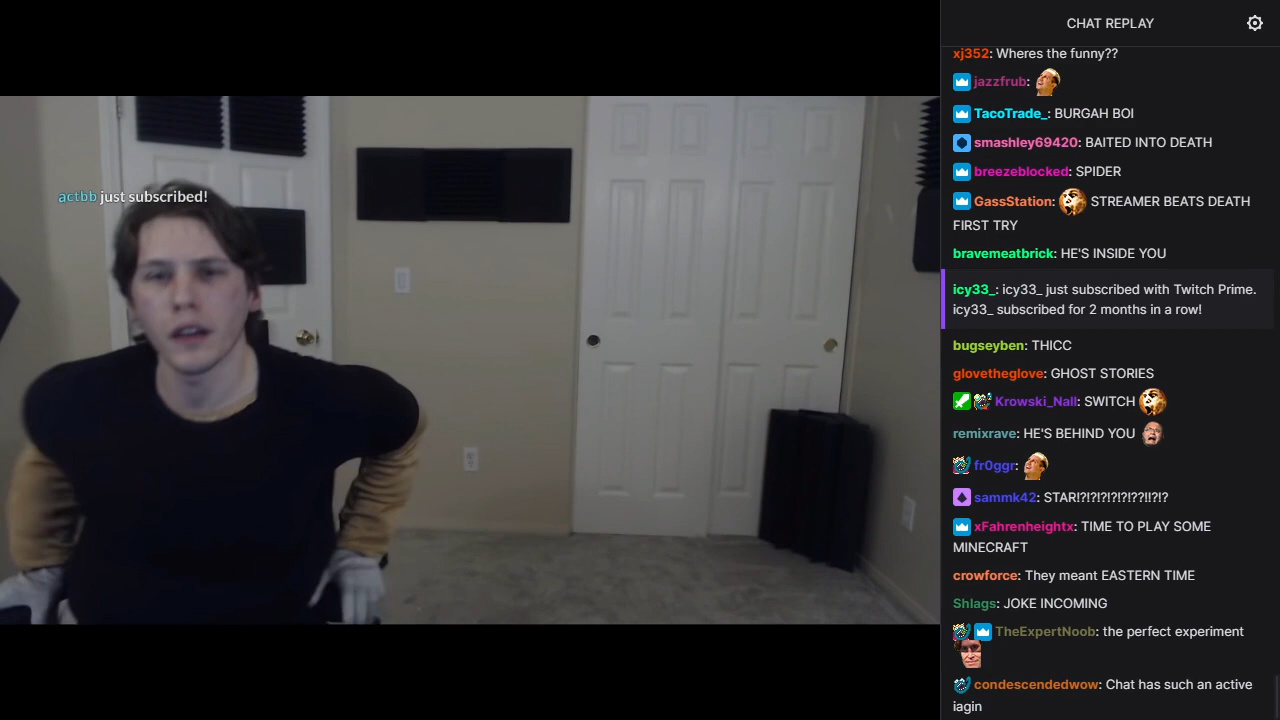 actbb just subscribed!
CHAT REPLAY
xj352: Wheres the funny??
jazzfrub:
TacoTrade_: BURGAH BOI
smashley69420: BAITED INTO DEATH
breezeblocked: SPIDER
GassStation: STREAMER BEATS DEATH
FIRST TRY
bravemeatbrick: HE'S INSIDE YOU
icy33_: icy33_ just subscribed with Twitch Prime.
icy33_ subscribed for 2 months in a row!
bugseyben: THICC
glovetheglove: GHOST STORIES
Krowski_Nall: SWITCH
remixrave: HE'S BEHIND YOU
fr0ggr:
sammk42: STAR!?!?!?!?!?!??!!?!?
xFahrenheightx: TIME TO PLAY SOME
MINECRAFT
crowforce: They meant EASTERN TIME
Shlags: JOKE INCOMING
TheExpertNoob: the perfect experiment
condescendedwow: Chat has such an active
iagin